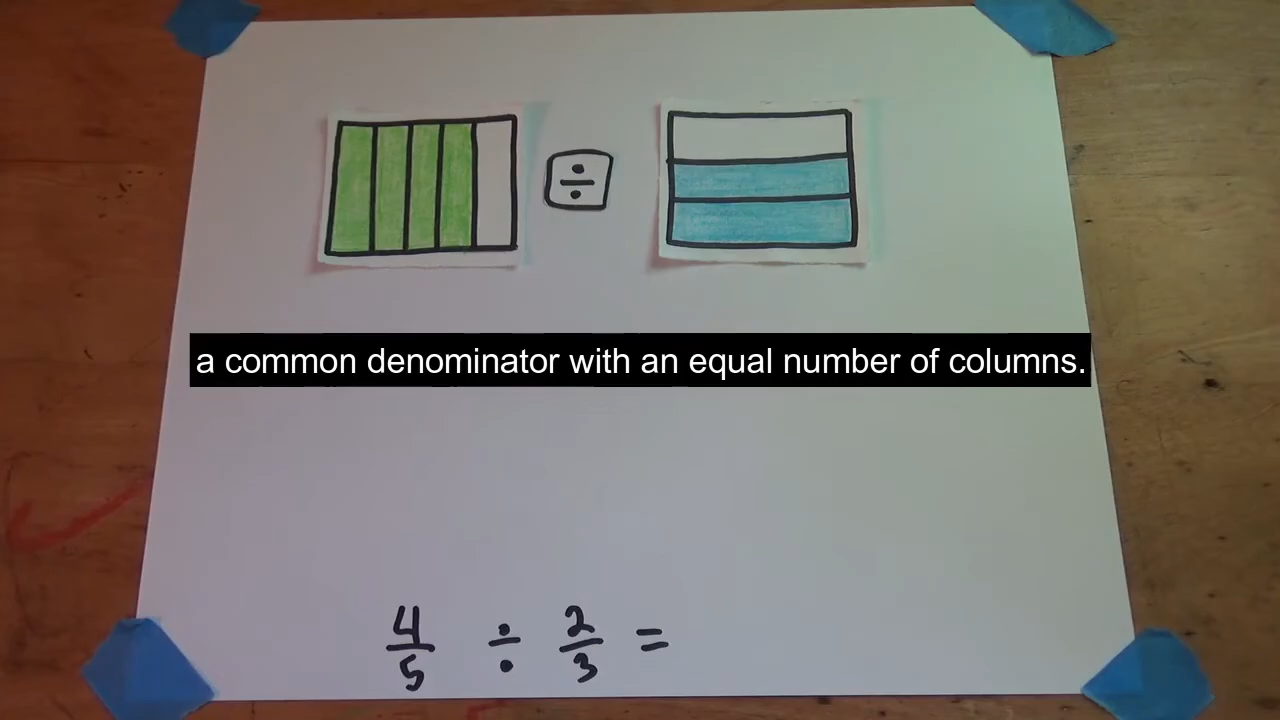 ÷
a common denominator with an equal number of columns.
4/5 ÷ 2/3 =